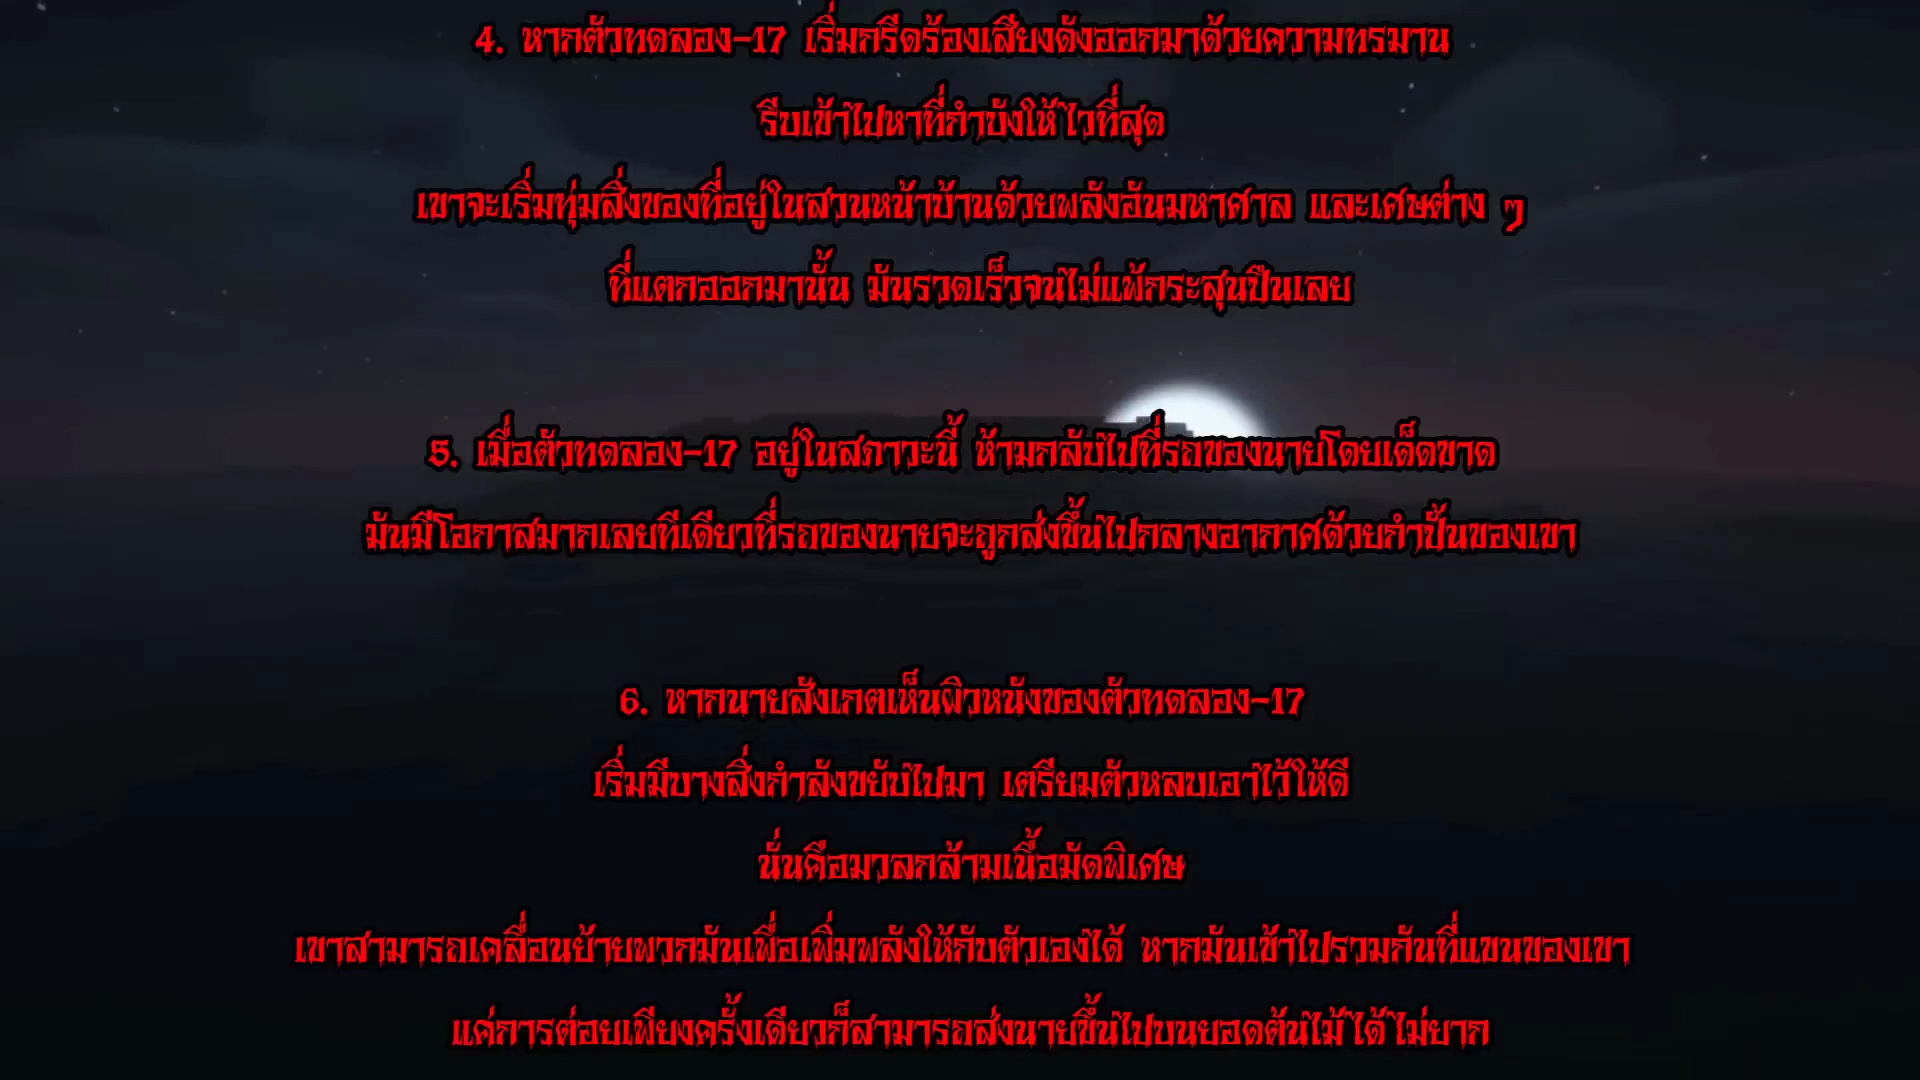 4. หากตัวทดลอง-17 เริ่มกรีดร้องเสียงดังออกมาด้วยความทรมาน
รีบเข้าไปหาที่กำบังให้ไวที่สุด
เขาจะเริ่มทุ่มสิ่งของที่อยู่ในสวนหน้าบ้านด้วยพลังอันมหาศาล และเศษต่าง ๆ
ที่แตกออกมานั้น มันรวดเร็วจนไม่แพ้กระสุนปืนเลย
5. เมื่อตัวทดลอง-17 อยู่ในสภาวะนี้ ห้ามกลับไปที่รถของนายโดยเด็ดขาด
มันมีโอกาสมากเลยทีเดียวที่รถของนายจะถูกส่งขึ้นไปกลางอากาศด้วยกำปั้นของเขา
6. หากนายสังเกตเห็นผิวหนังของตัวทดลอง-17
เริ่มมีบางสิ่งกำลังขยับไปมา เตรียมตัวหลบเอาไว้ให้ดี
นั่นคือมวลกล้ามเนื้อมัดพิเศษ
เขาสามารถเคลื่อนย้ายพวกมันเพื่อเพิ่มพลังให้กับตัวเองได้ หากมันเข้าไปรวมกันที่แขนของเขา
แค่การต่อยเพียงครั้งเดียวก็สามารถส่งนายขึ้นไปบนยอดต้นไม้ได้ไม่ยาก